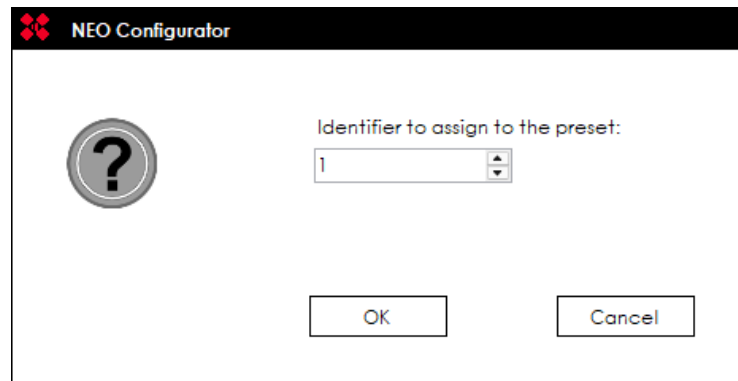 NEO Configurator
Identifier to assign to the preset:
1
OK
Cancel